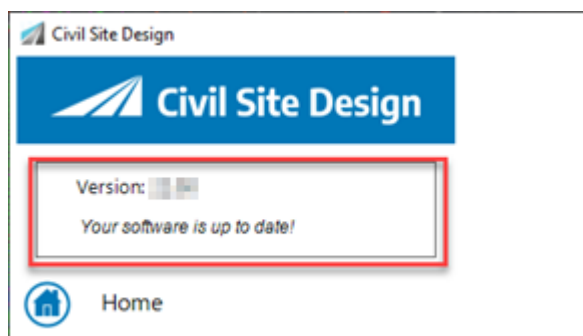 Civil Site Design
Civil Site Design
Version:
Your software is up to date!
Home